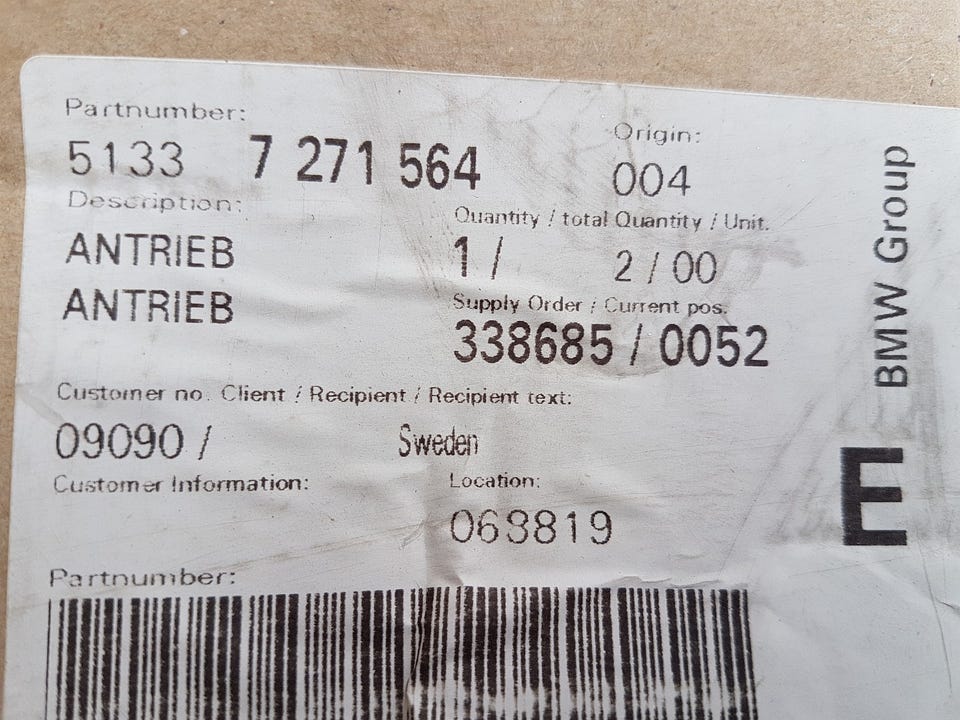 Partnumber:
5133 7 271 564
Origin:
004
Description:
ANTRIEB
ANTRIEB
Quantity / total Quantity / Unit.
1 / 2 / 00
Supply Order / Current pos.
338685 / 0052
Customer no. Client / Recipient / Recipient text:
09090 / Sweden
Customer Information:
Location:
068819
Partnumber:
BMW Group
E